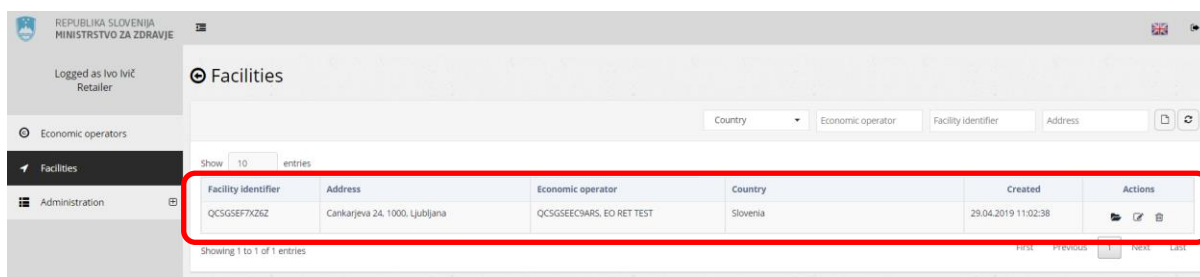 REPUBLIKA SLOVENIJA
MINISTRSTVO ZA ZDRAVJE
Logged as Ivo Ivič
Retailer
Facilities
Country Economic operator Facility identifier Address
Economic operators
Facilities
Administration
Show 10 entries
Facility identifier Address Economic operator Country Created Actions
QCSGSEF7XZ6Z Cankarjeva 24, 1000, Ljubljana QCSGSEEC9ARS, EO RET TEST Slovenia 29.04.2019 11:02:38
Showing 1 to 1 of 1 entries
First Previous 1 Next Last